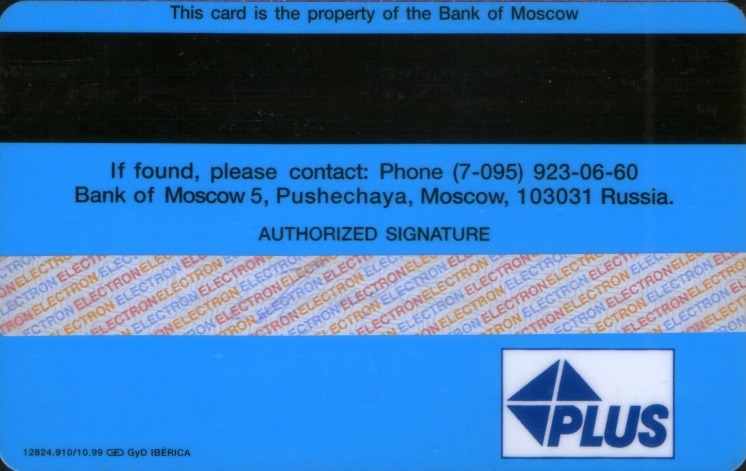 This card is the property of the Bank of Moscow
If found, please contact: Phone (7-095) 923-06-60
Bank of Moscow 5, Pushechaya, Moscow, 103031 Russia.
AUTHORIZED SIGNATURE
ELECTRON ELECTRON ELECTRON ELECTRON ELECTRON
PLUS
12824.910/10.99 GD GyD IBÉRICA